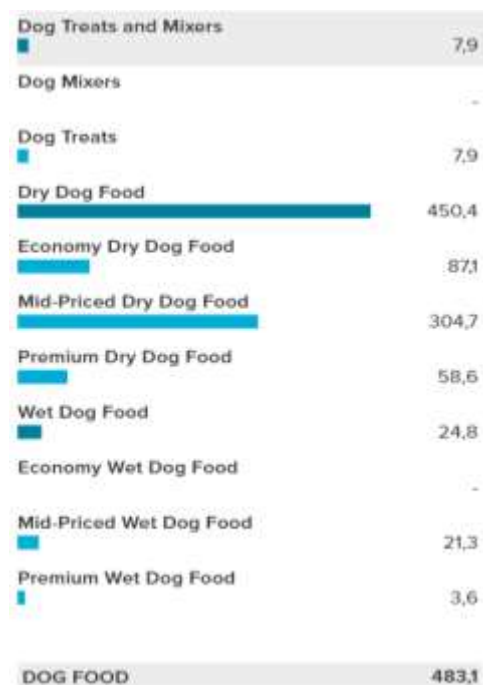 Dog Treats and Mixers
7,9
Dog Mixers
-
Dog Treats
7,9
Dry Dog Food
450,4
Economy Dry Dog Food
87,1
Mid-Priced Dry Dog Food
304,7
Premium Dry Dog Food
58,6
Wet Dog Food
24,8
Economy Wet Dog Food
-
Mid-Priced Wet Dog Food
21,3
Premium Wet Dog Food
3,6
DOG FOOD 483,1